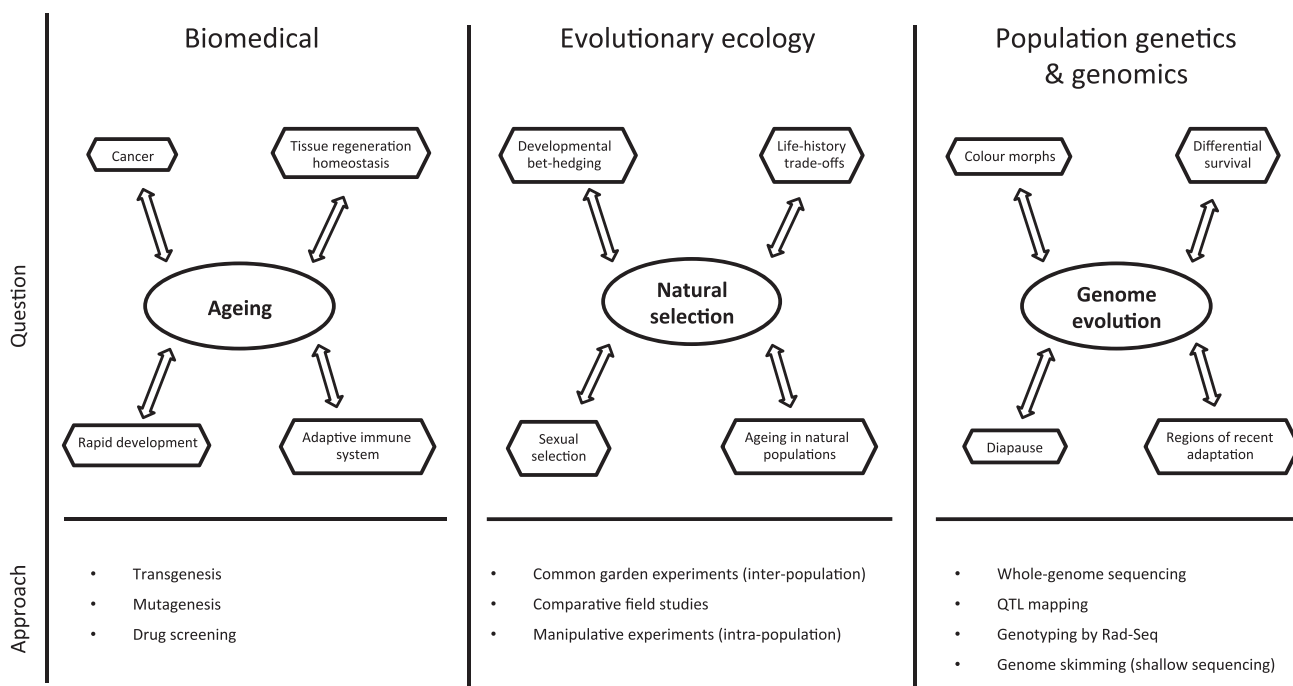 Biomedical
Evolutionary ecology
Population genetics
& genomics
Question
Cancer
Tissue regeneration
homeostasis
Ageing
Rapid development
Adaptive immune
system
Developmental
bet-hedging
Life-history
trade-offs
Natural
selection
Sexual
selection
Ageing in natural
populations
Colour morphs
Differential
survival
Genome
evolution
Diapause
Regions of recent
adaptation
Approach
• Transgenesis
• Mutagenesis
• Drug screening
• Common garden experiments (inter-population)
• Comparative field studies
• Manipulative experiments (intra-population)
• Whole-genome sequencing
• QTL mapping
• Genotyping by Rad-Seq
• Genome skimming (shallow sequencing)